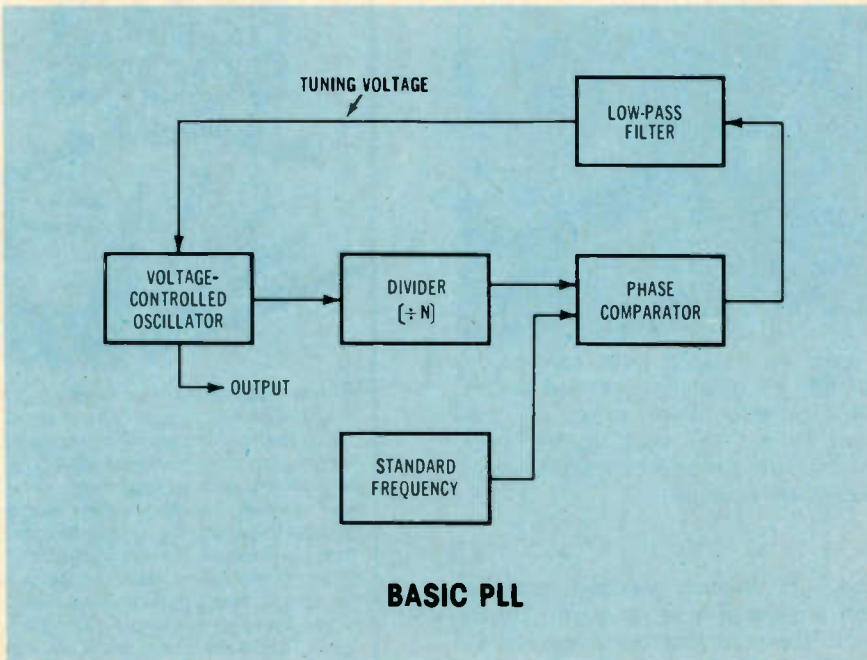 TUNING VOLTAGE
LOW-PASS
FILTER
VOLTAGE-
CONTROLLED
OSCILLATOR
DIVIDER
[÷N]
PHASE
COMPARATOR
OUTPUT
STANDARD
FREQUENCY
BASIC PLL